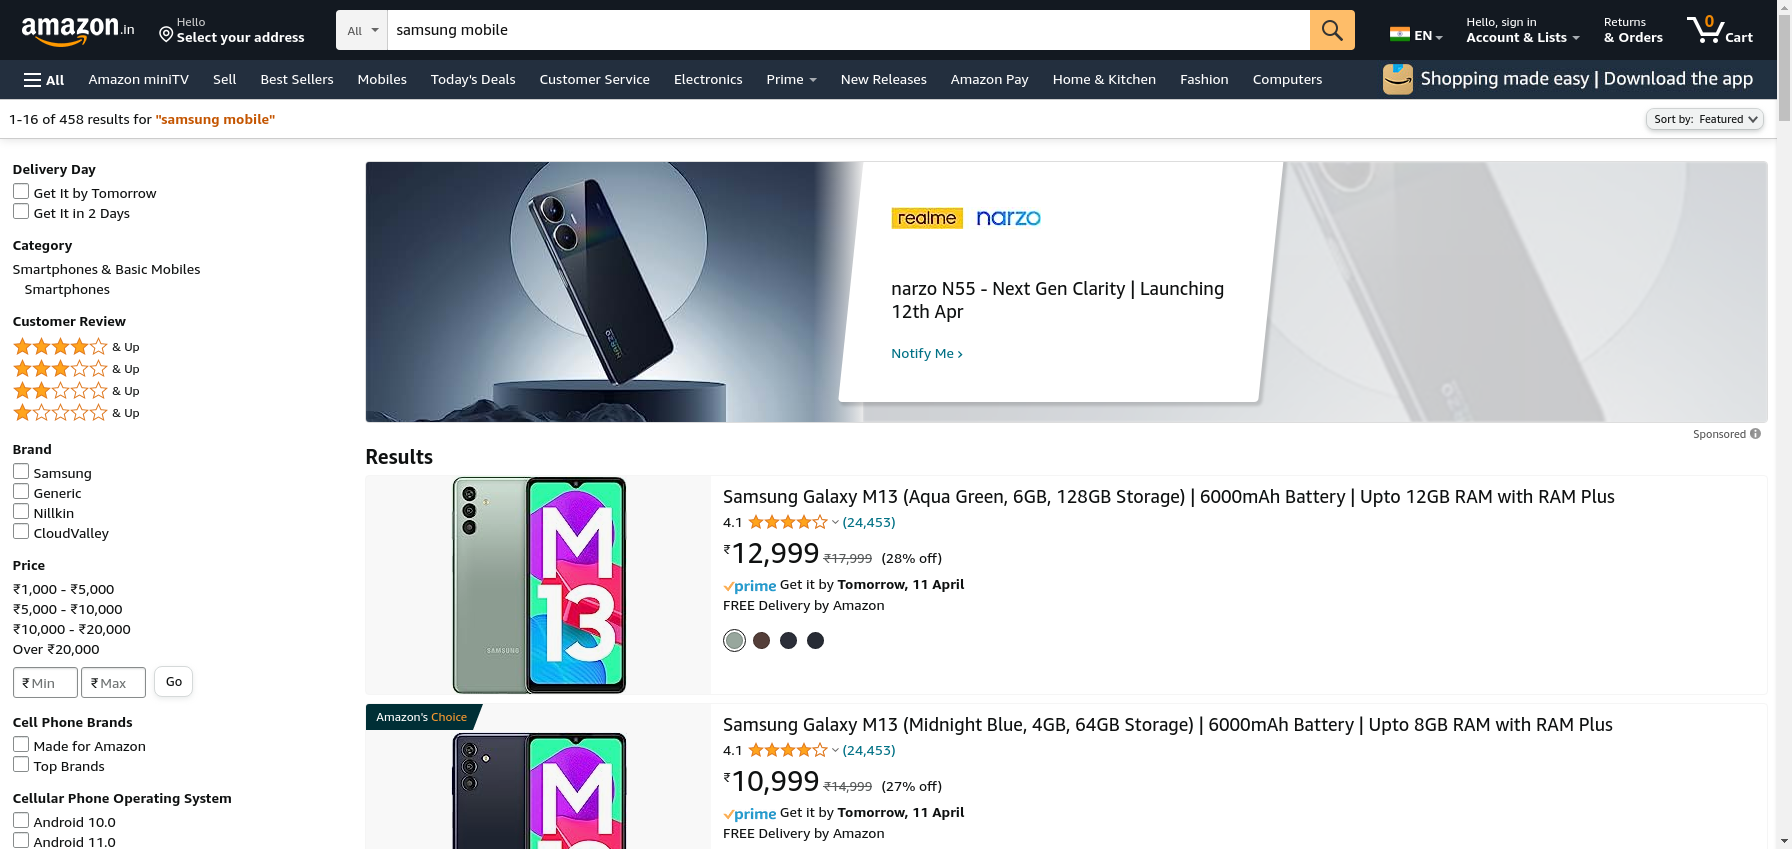 amazon.in
Hello
Select your address
All
samsung mobile
EN
Hello, sign in
Account & Lists
Returns
& Orders
0
Cart
All
Amazon miniTV
Sell
Best Sellers
Mobiles
Today's Deals
Customer Service
Electronics
Prime
New Releases
Amazon Pay
Home & Kitchen
Fashion
Computers
Shopping made easy | Download the app
1-16 of 458 results for "samsung mobile"
Sort by: Featured
Delivery Day
Get It by Tomorrow
Get It in 2 Days
Category
Smartphones & Basic Mobiles
Smartphones
Customer Review
& Up
& Up
& Up
& Up
Brand
Samsung
Generic
Nillkin
CloudValley
Price
₹1,000 - ₹5,000
₹5,000 - ₹10,000
₹10,000 - ₹20,000
Over ₹20,000
₹ Min
₹ Max
Go
Cell Phone Brands
Made for Amazon
Top Brands
Cellular Phone Operating System
Android 10.0
Android 11.0
NARZO
realme narzo
narzo N55 - Next Gen Clarity | Launching
12th Apr
Notify Me ›
Sponsored
Results
M
13
SAMSUNG
Samsung Galaxy M13 (Aqua Green, 6GB, 128GB Storage) | 6000mAh Battery | Upto 12GB RAM with RAM Plus
4.1 (24,453)
₹12,999 ₹17,999 (28% off)
prime Get it by Tomorrow, 11 April
FREE Delivery by Amazon
Amazon's Choice
M
Samsung Galaxy M13 (Midnight Blue, 4GB, 64GB Storage) | 6000mAh Battery | Upto 8GB RAM with RAM Plus
4.1 (24,453)
₹10,999 ₹14,999 (27% off)
prime Get it by Tomorrow, 11 April
FREE Delivery by Amazon